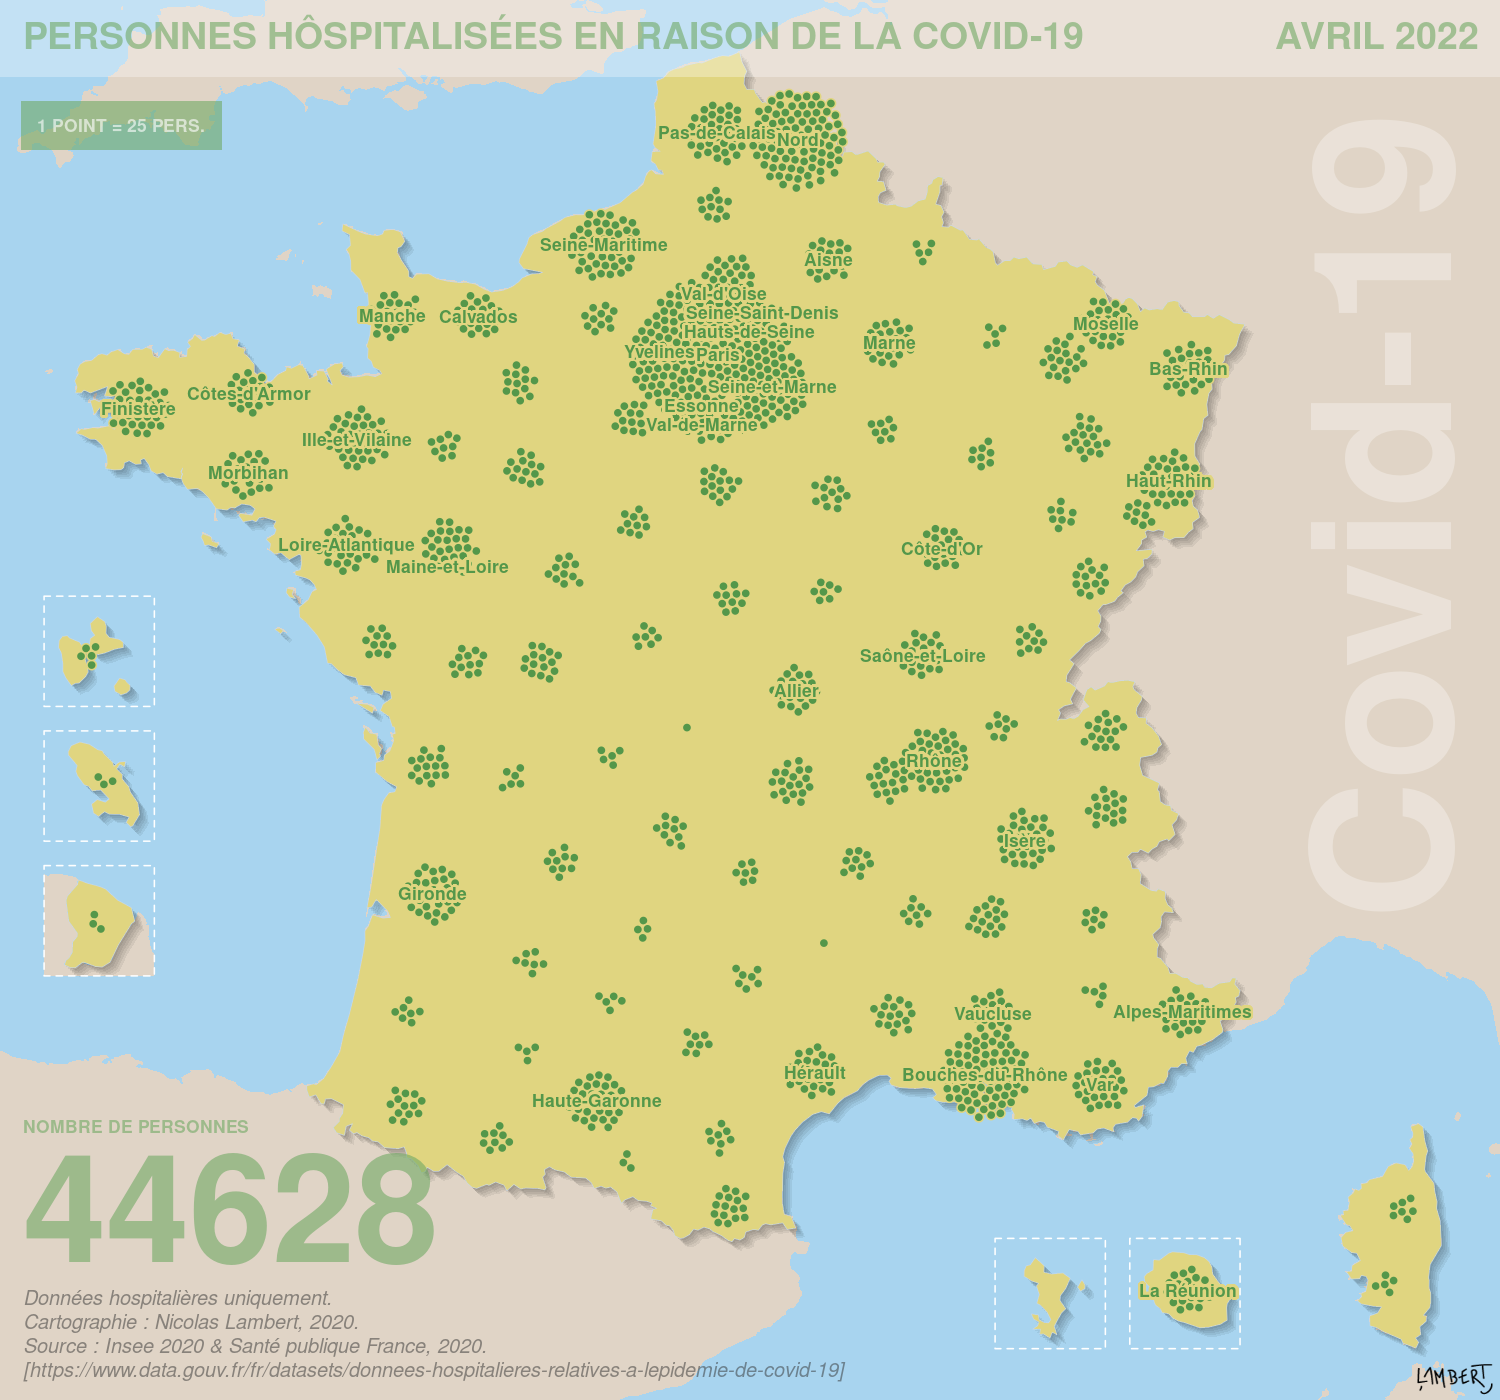 PERSONNES HÔSPITALISÉES EN RAISON DE LA COVID-19
AVRIL 2022
1 POINT = 25 PERS.
Covid-19
Pas-de-Calais
Nord
Seine-Maritime
Aisne
Val-d'Oise
Manche
Calvados
Seine-Saint-Denis
Moselle
Hauts-de-Seine
Marne
Yvelines
Paris
Bas-Rhin
Seine-et-Marne
Côtes-d'Armor
Finistère
Essonne
Val-de-Marne
Ille-et-Vilaine
Morbihan
Haut-Rhin
Loire-Atlantique
Côte-d'Or
Maine-et-Loire
Saône-et-Loire
Allier
Rhône
Isère
Gironde
Vaucluse
Alpes-Maritimes
Hérault
Bouches-du-Rhône
Var
Haute-Garonne
La Réunion
NOMBRE DE PERSONNES
44628
Données hospitalières uniquement.
Cartographie : Nicolas Lambert, 2020.
Source : Insee 2020 & Santé publique France, 2020.
[https://www.data.gouv.fr/fr/datasets/donnees-hospitalieres-relatives-a-lepidemie-de-covid-19]
LAMBERT